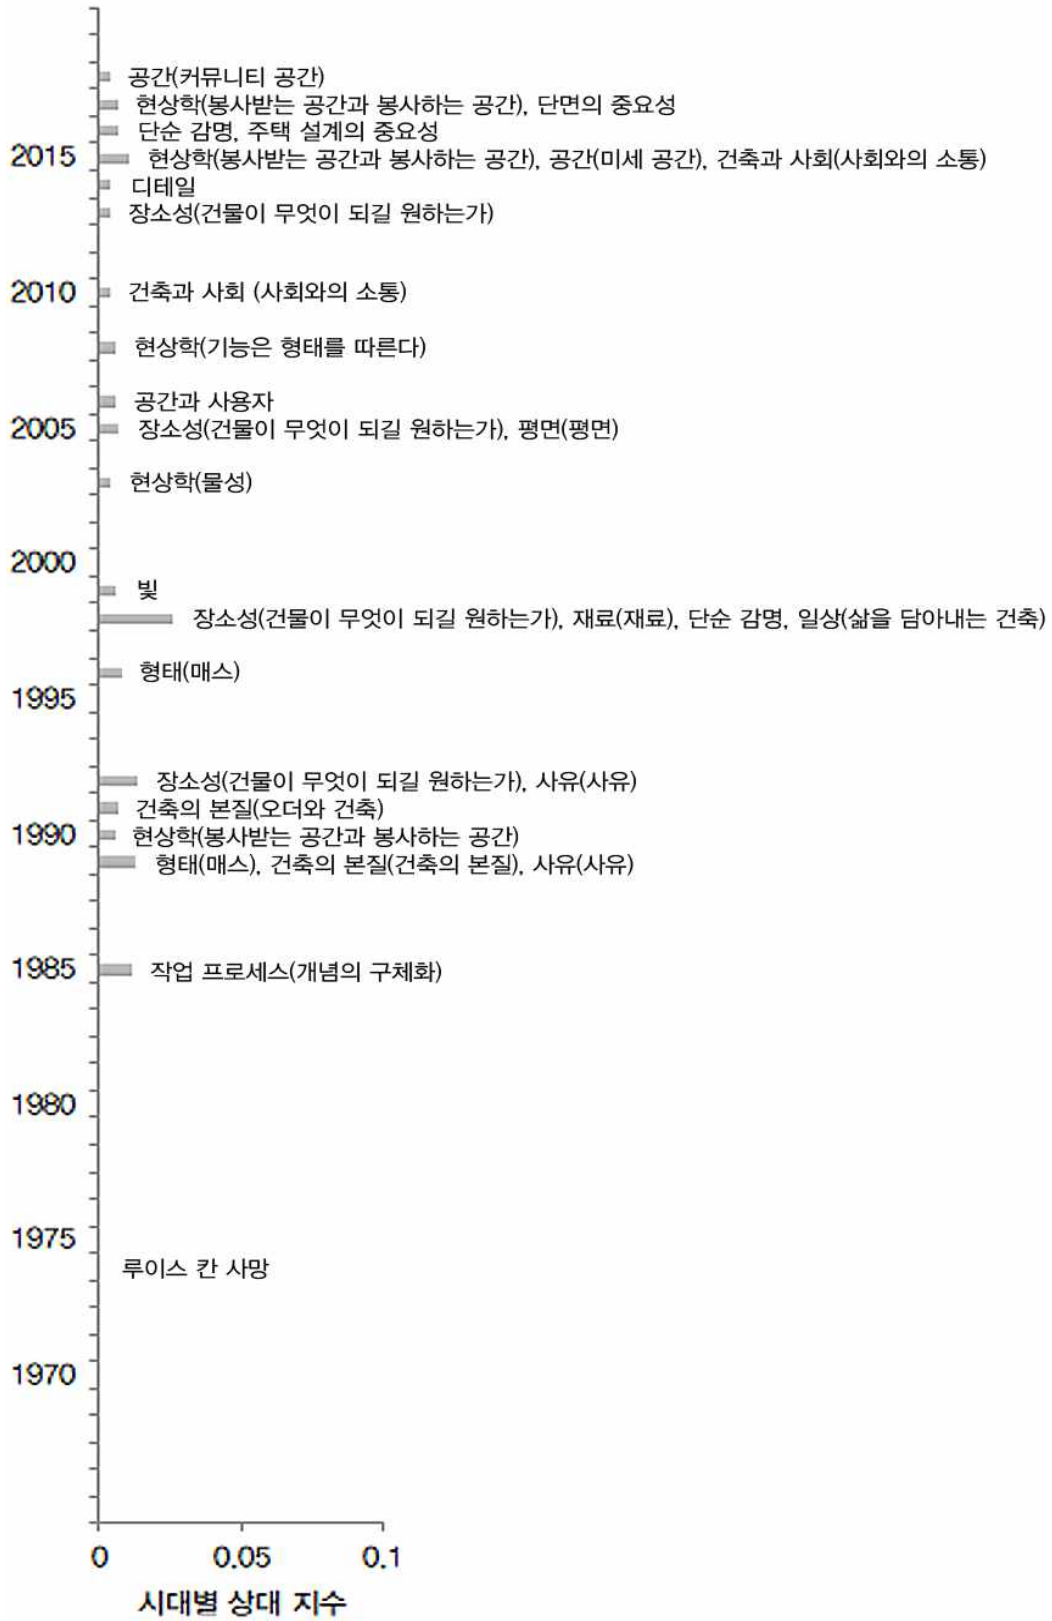 공간(커뮤니티 공간)
현상학(봉사받는 공간과 봉사하는 공간), 단면의 중요성
단순 감명, 주택 설계의 중요성
2015
현상학(봉사받는 공간과 봉사하는 공간), 공간(미세 공간), 건축과 사회(사회와의 소통)
디테일
장소성(건물이 무엇이 되길 원하는가)
2010
건축과 사회 (사회와의 소통)
현상학(기능은 형태를 따른다)
공간과 사용자
2005
장소성(건물이 무엇이 되길 원하는가), 평면(평면)
현상학(물성)
2000
빛
장소성(건물이 무엇이 되길 원하는가), 재료(재료), 단순 감명, 일상(삶을 담아내는 건축)
형태(매스)
1995
장소성(건물이 무엇이 되길 원하는가), 사유(사유)
건축의 본질(오더와 건축)
1990
현상학(봉사받는 공간과 봉사하는 공간)
형태(매스), 건축의 본질(건축의 본질), 사유(사유)
1985
작업 프로세스(개념의 구체화)
1980
1975
루이스 칸 사망
1970
0 0.05 0.1
시대별 상대 지수